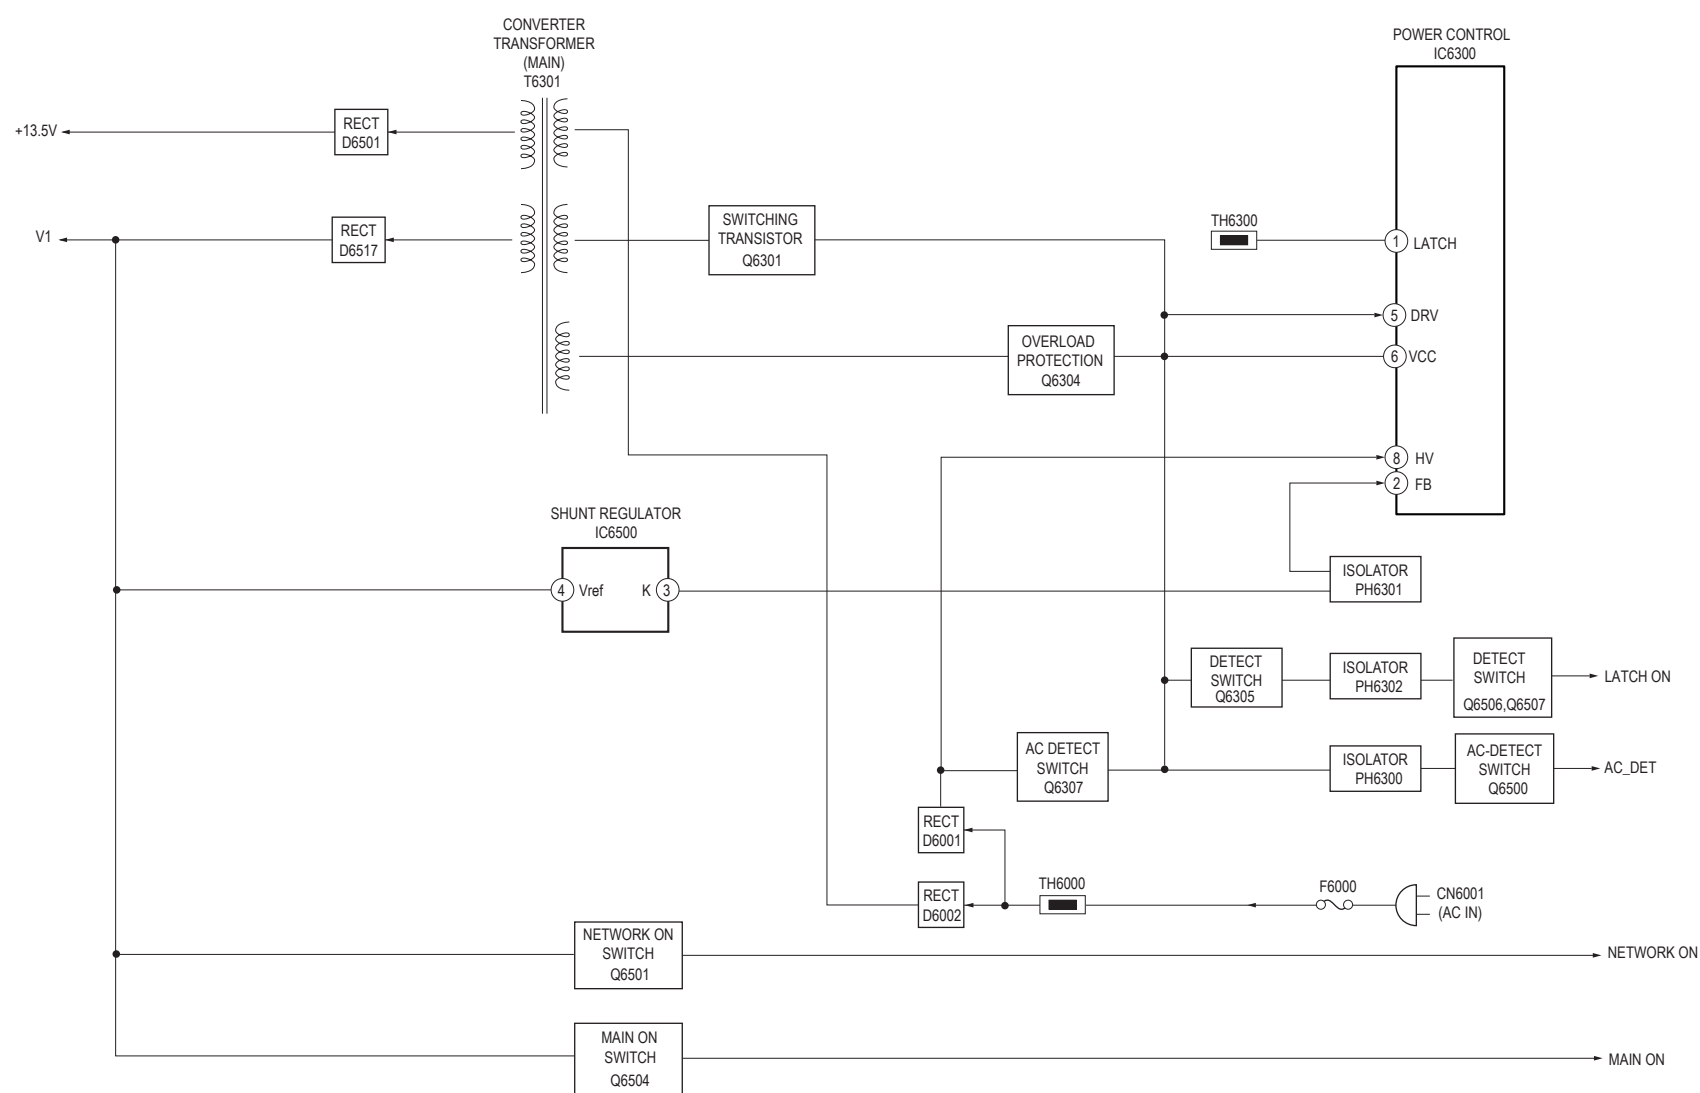 CONVERTER
TRANSFORMER
(MAIN)
T6301
POWER CONTROL
IC6300
+13.5V
RECT
D6501
V1
RECT
D6517
SWITCHING
TRANSISTOR
Q6301
TH6300
1 LATCH
5 DRV
OVERLOAD
PROTECTION
Q6304
6 VCC
8 HV
2 FB
SHUNT REGULATOR
IC6500
4 Vref K 3
ISOLATOR
PH6301
DETECT
SWITCH
Q6305
ISOLATOR
PH6302
DETECT
SWITCH
Q6506,Q6507
LATCH ON
AC DETECT
SWITCH
Q6307
ISOLATOR
PH6300
AC-DETECT
SWITCH
Q6500
AC_DET
RECT
D6001
RECT
D6002
TH6000
F6000
CN6001
(AC IN)
NETWORK ON
SWITCH
Q6501
NETWORK ON
MAIN ON
SWITCH
Q6504
MAIN ON